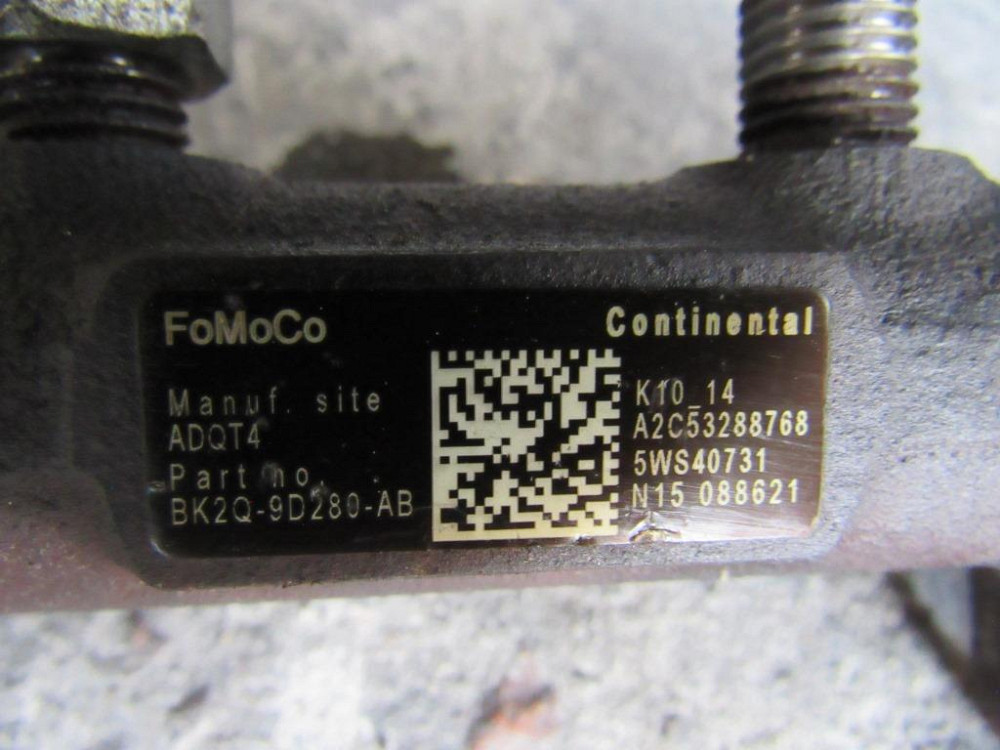 FoMoCo
Manuf. site
ADQT4
Part no.
BK2Q-9D280-AB
Continental
K10_14
A2C53288768
5WS40731
N15 088621